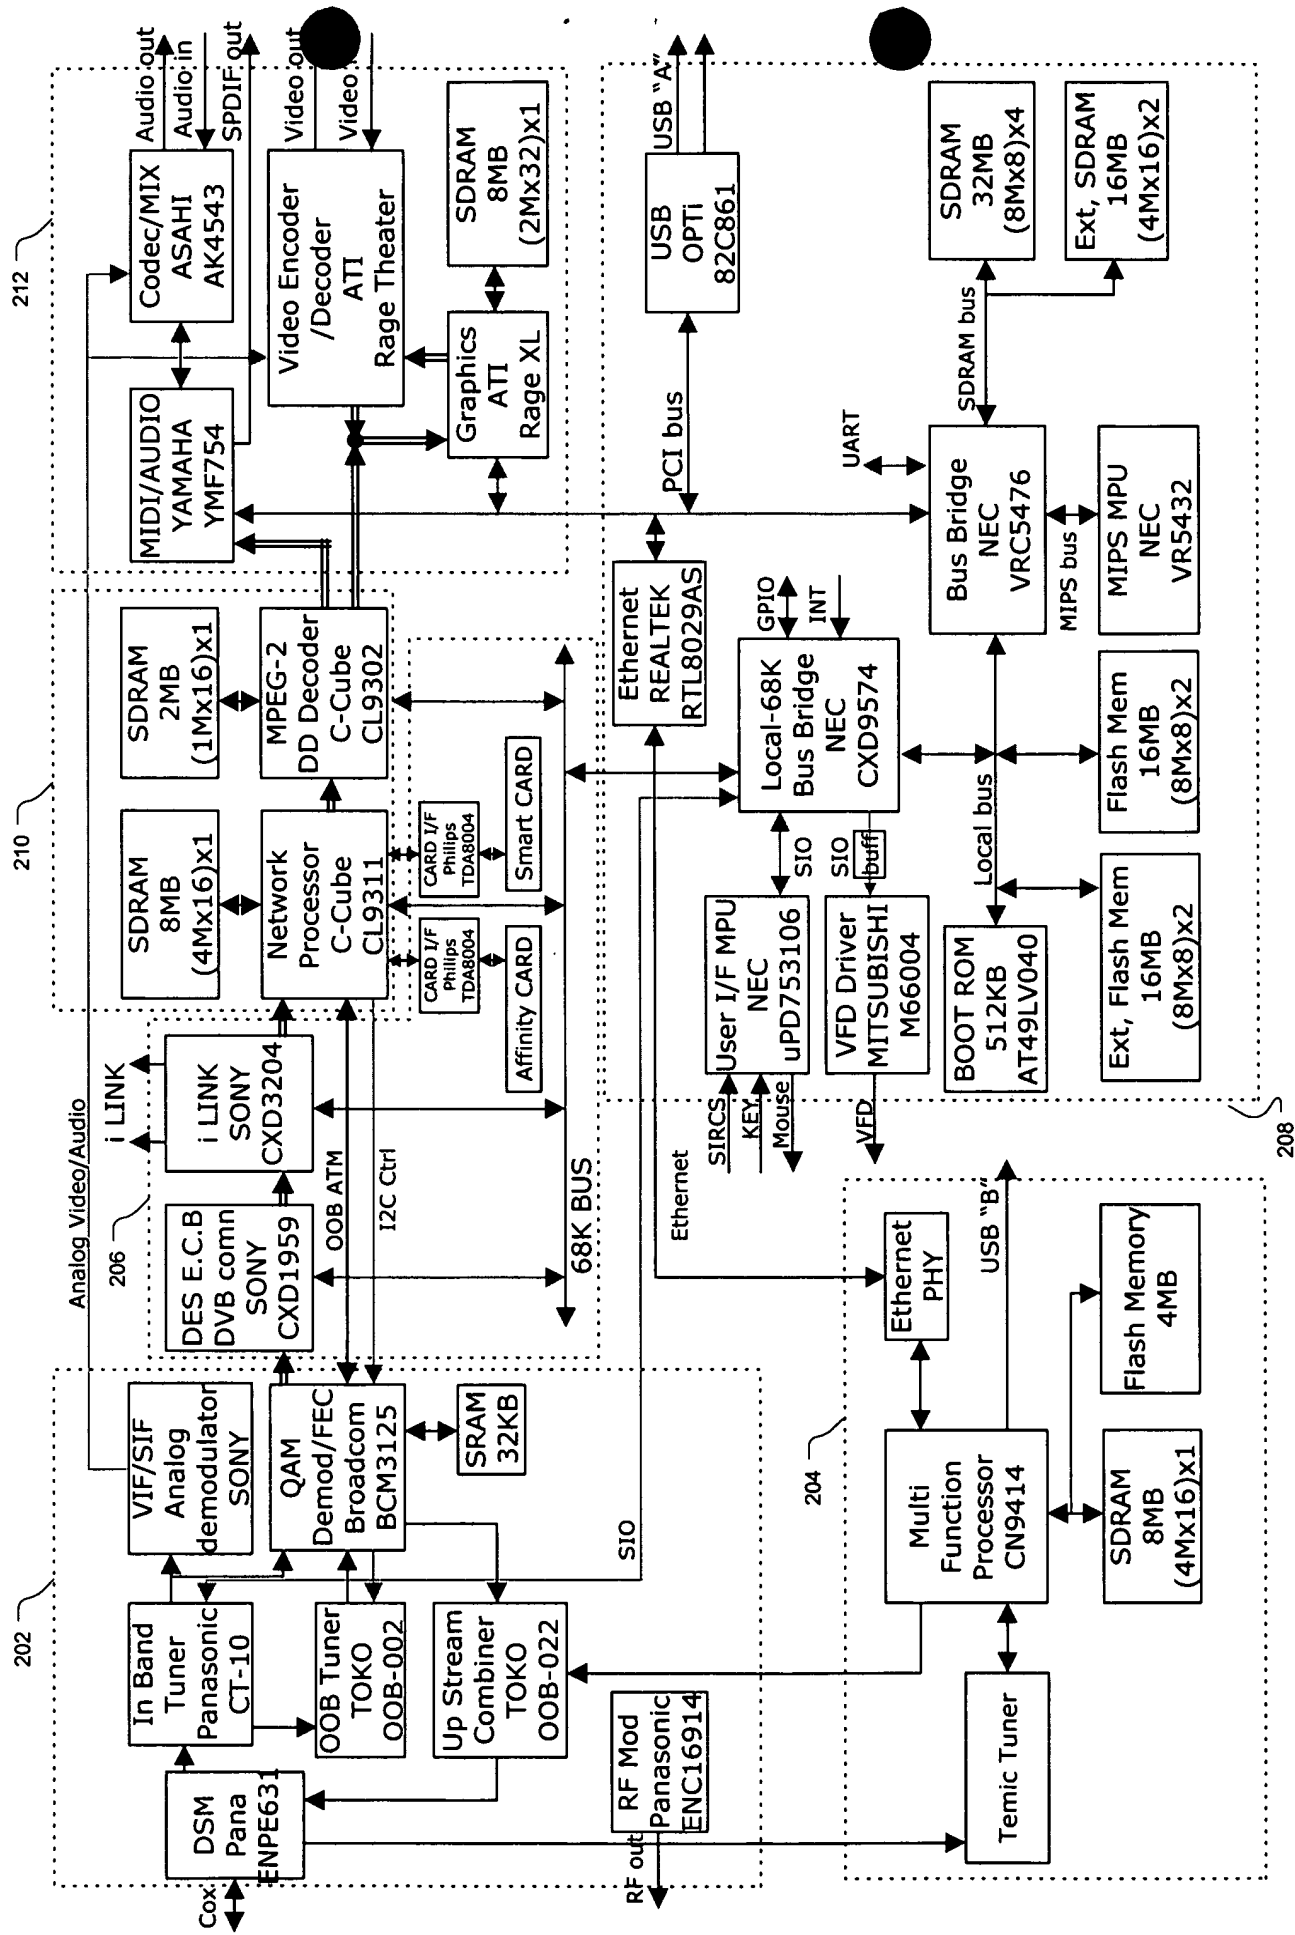 202
Cox
DSM
Pana
ENPE631
In Band
Tuner
Panasonic
CT-10
OOB Tuner
TOKO
OOB-002
Up Stream
Combiner
TOKO
OOB-022
RF Mod
Panasonic
ENC16914
RF out
VIF/SIF
Analog
demodulator
SONY
QAM
Demod/FEC
Broadcom
BCM3125
SRAM
32KB
SIO
Analog Video/Audio
206
DES E.C.B
DVB comn
SONY
CXD1959
i LINK
i LINK
SONY
CXD3204
OOB ATM
I2C Ctrl
68K BUS
210
SDRAM
8MB
(4Mx16)x1
SDRAM
2MB
(1Mx16)x1
Network
Processor
C-Cube
CL9311
MPEG-2
DD Decoder
C-Cube
CL9302
CARD I/F
Philips
TDA8004
CARD I/F
Philips
TDA8004
Affinity CARD
Smart CARD
212
MIDI/AUDIO
YAMAHA
YMF754
Codec/MIX
ASAHI
AK4543
Audio out
Audio in
SPDIF out
Video out
Video
Video Encoder
/Decoder
ATI
Rage Theater
Graphics
ATI
Rage XL
SDRAM
8MB
(2Mx32)x1
204
Temic Tuner
Multi
Function
Processor
CN9414
Ethernet
PHY
USB "B"
SDRAM
8MB
(4Mx16)x1
Flash Memory
4MB
Ethernet
208
SIRCS
KEY
Mouse
VFD
User I/F MPU
NEC
uPD753106
VFD Driver
MITSUBISHI
M66004
SIO
SIO
buff
Ethernet
REALTEK
RTL8029AS
Local-68K
Bus Bridge
NEC
CXD9574
GPIO
INT
PCI bus
USB
OPTi
82C861
USB "A"
UART
Bus Bridge
NEC
VRC5476
MIPS bus
MIPS MPU
NEC
VR5432
SDRAM bus
SDRAM
32MB
(8Mx8)x4
Ext, SDRAM
16MB
(4Mx16)x2
Local bus
BOOT ROM
512KB
AT49LV040
Ext, Flash Mem
16MB
(8Mx8)x2
Flash Mem
16MB
(8Mx8)x2